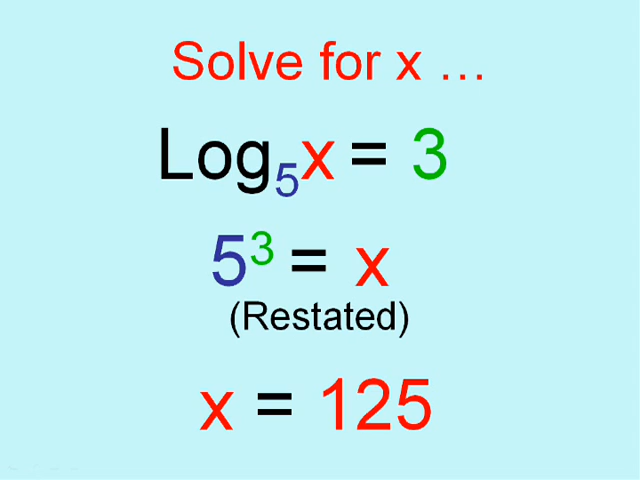 Solve for x …
Log₅x = 3
5³ = x
(Restated)
x = 125